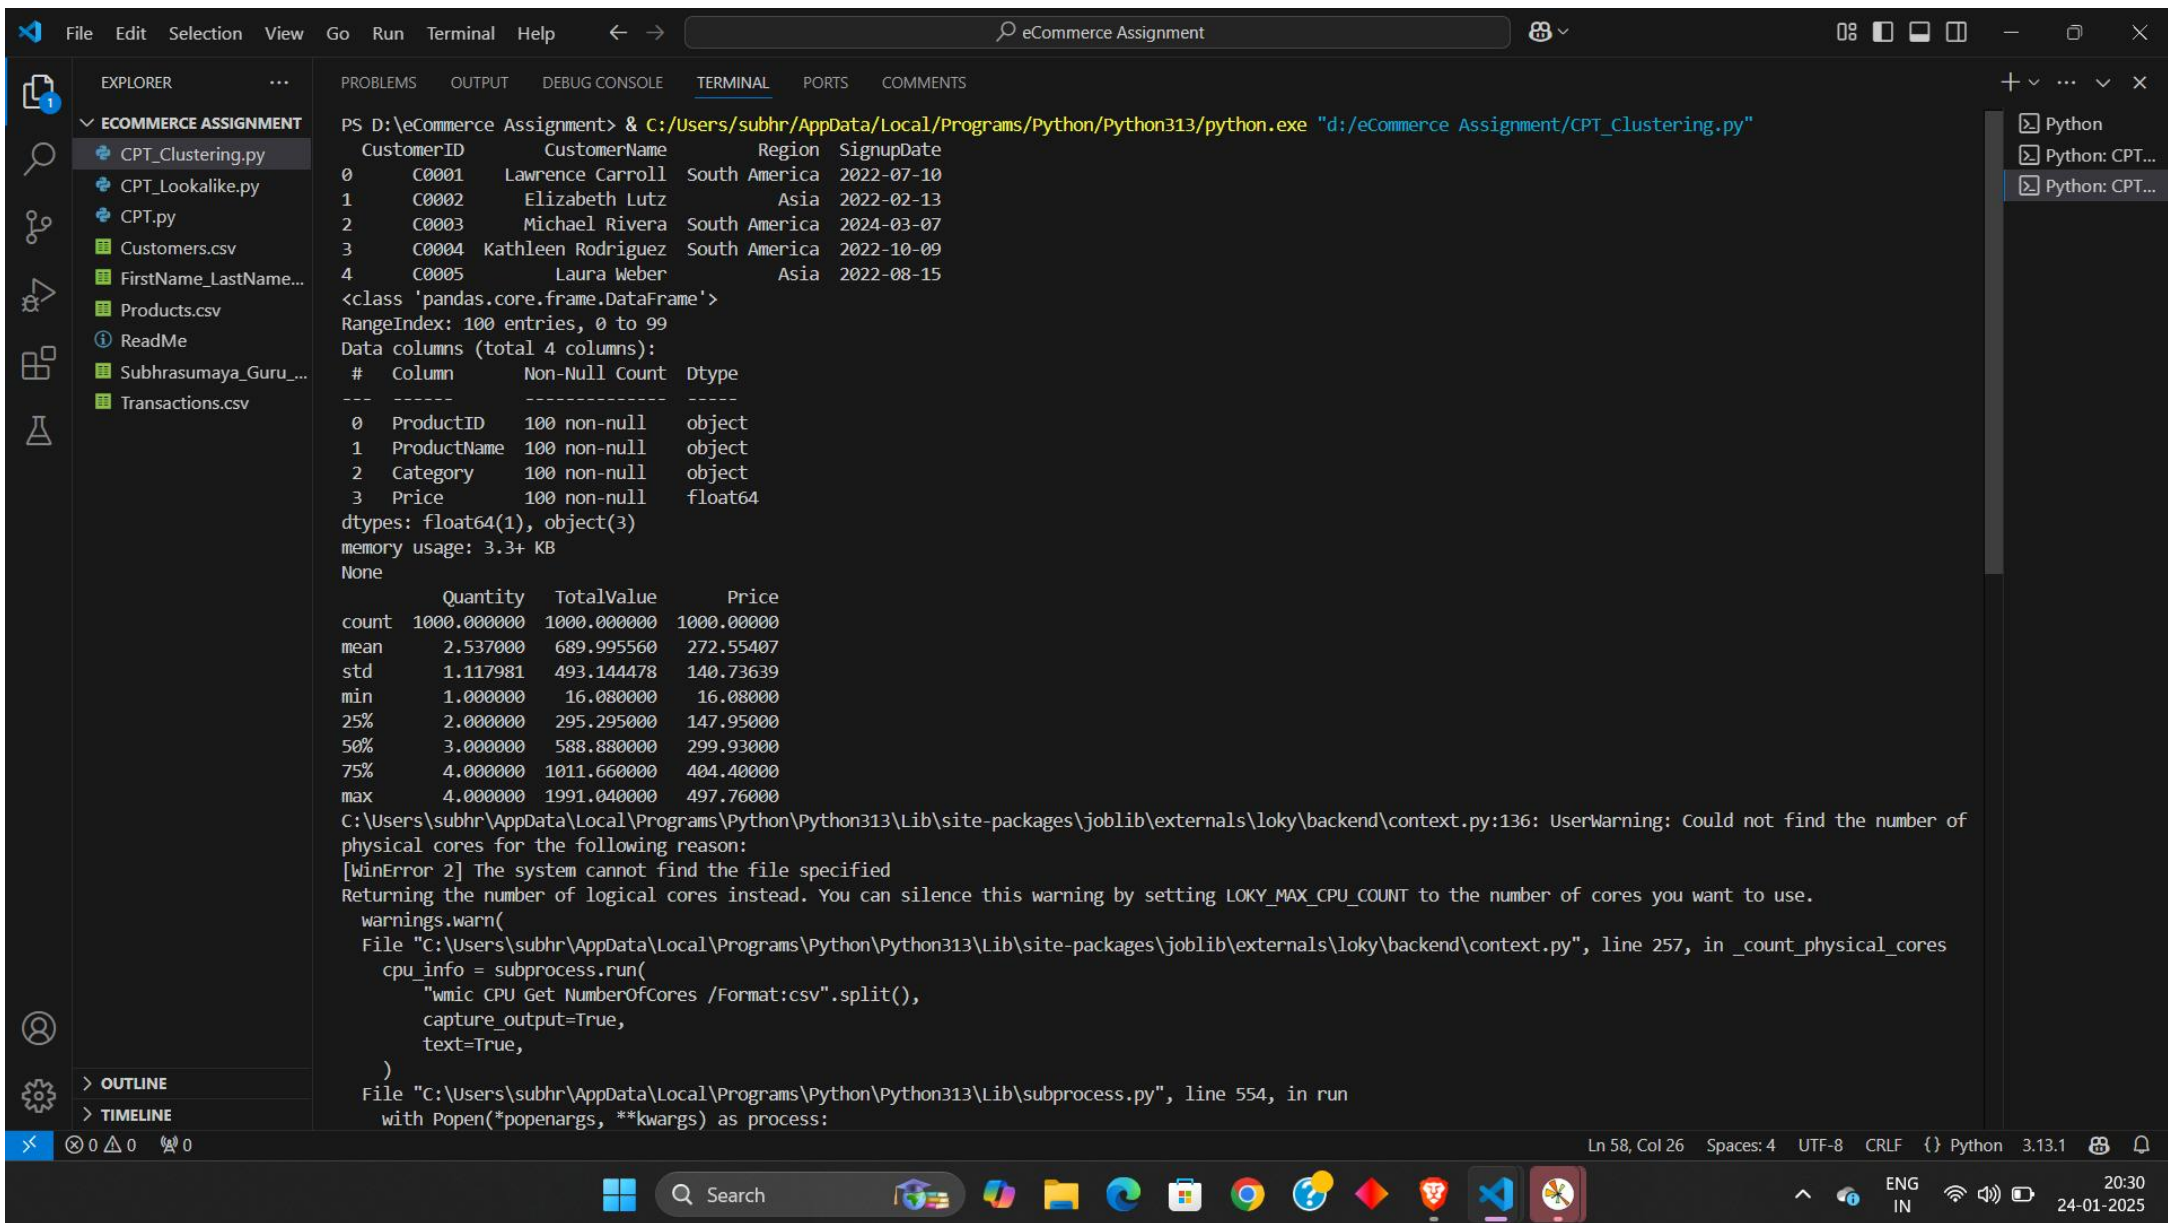 File Edit Selection View Go Run Terminal Help
eCommerce Assignment
EXPLORER
PROBLEMS OUTPUT DEBUG CONSOLE TERMINAL PORTS COMMENTS
ECOMMERCE ASSIGNMENT
CPT_Clustering.py
CPT_Lookalike.py
CPT.py
Customers.csv
FirstName_LastName...
Products.csv
ReadMe
Subhrasumaya_Guru_...
Transactions.csv
OUTLINE
TIMELINE
1
PS D:\eCommerce Assignment> & C:/Users/subhr/AppData/Local/Programs/Python/Python313/python.exe "d:/eCommerce Assignment/CPT_Clustering.py"
CustomerID CustomerName Region SignupDate
0 C0001 Lawrence Carroll South America 2022-07-10
1 C0002 Elizabeth Lutz Asia 2022-02-13
2 C0003 Michael Rivera South America 2024-03-07
3 C0004 Kathleen Rodriguez South America 2022-10-09
4 C0005 Laura Weber Asia 2022-08-15
<class 'pandas.core.frame.DataFrame'>
RangeIndex: 100 entries, 0 to 99
Data columns (total 4 columns):
# Column Non-Null Count Dtype
--- ------ -------------- -----
0 ProductID 100 non-null object
1 ProductName 100 non-null object
2 Category 100 non-null object
3 Price 100 non-null float64
dtypes: float64(1), object(3)
memory usage: 3.3+ KB
None
Quantity TotalValue Price
count 1000.000000 1000.000000 1000.00000
mean 2.537000 689.995560 272.55407
std 1.117981 493.144478 140.73639
min 1.000000 16.080000 16.08000
25% 2.000000 295.295000 147.95000
50% 3.000000 588.880000 299.93000
75% 4.000000 1011.660000 404.40000
max 4.000000 1991.040000 497.76000
C:\Users\subhr\AppData\Local\Programs\Python\Python313\Lib\site-packages\joblib\externals\loky\backend\context.py:136: UserWarning: Could not find the number of
physical cores for the following reason:
[WinError 2] The system cannot find the file specified
Returning the number of logical cores instead. You can silence this warning by setting LOKY_MAX_CPU_COUNT to the number of cores you want to use.
warnings.warn(
File "C:\Users\subhr\AppData\Local\Programs\Python\Python313\Lib\site-packages\joblib\externals\loky\backend\context.py", line 257, in _count_physical_cores
cpu_info = subprocess.run(
"wmic CPU Get NumberOfCores /Format:csv".split(),
capture_output=True,
text=True,
)
File "C:\Users\subhr\AppData\Local\Programs\Python\Python313\Lib\subprocess.py", line 554, in run
with Popen(*popenargs, **kwargs) as process:
Python
Python: CPT...
Python: CPT...
0 0 0
Ln 58, Col 26 Spaces: 4 UTF-8 CRLF {} Python 3.13.1
Search
ENG
IN
20:30
24-01-2025